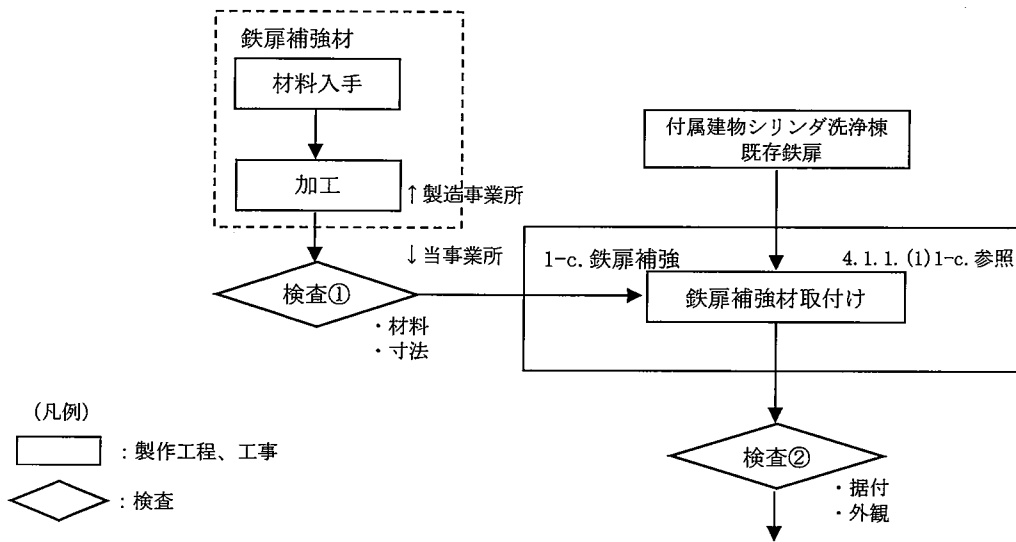 鉄扉補強材
材料入手
加工
↑製造事業所
↓当事業所
検査①
・材料
・寸法
付属建物シリンダ洗浄棟
既存鉄扉
1-c.鉄扉補強
4.1.1.(1)1-c.参照
鉄扉補強材取付け
検査②
・据付
・外観
(凡例)
：製作工程、工事
：検査